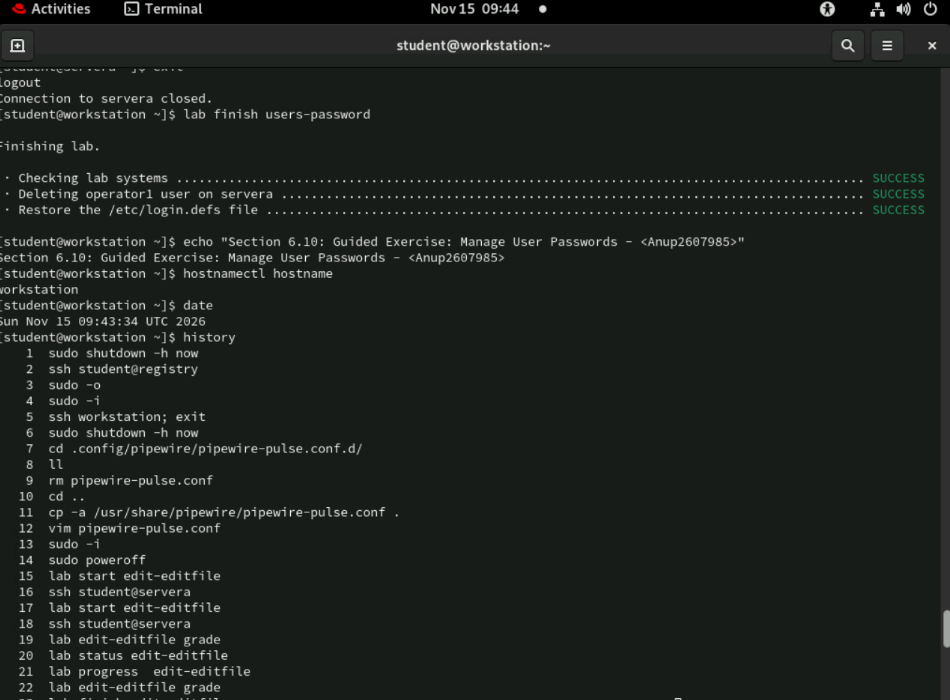 Activities Terminal Nov 15 09:44
student@workstation:~
logout
Connection to servera closed.
[student@workstation ~]$ lab finish users-password
Finishing lab.
· Checking lab systems ............................................................................................ SUCCESS
· Deleting operator1 user on servera .............................................................................. SUCCESS
· Restore the /etc/login.defs file ................................................................................ SUCCESS
[student@workstation ~]$ echo "Section 6.10: Guided Exercise: Manage User Passwords - <Anup2607985>"
Section 6.10: Guided Exercise: Manage User Passwords - <Anup2607985>
[student@workstation ~]$ hostnamectl hostname
workstation
[student@workstation ~]$ date
Sun Nov 15 09:43:34 UTC 2026
[student@workstation ~]$ history
1 sudo shutdown -h now
2 ssh student@registry
3 sudo -o
4 sudo -i
5 ssh workstation; exit
6 sudo shutdown -h now
7 cd .config/pipewire/pipewire-pulse.conf.d/
8 ll
9 rm pipewire-pulse.conf
10 cd ..
11 cp -a /usr/share/pipewire/pipewire-pulse.conf .
12 vim pipewire-pulse.conf
13 sudo -i
14 sudo poweroff
15 lab start edit-editfile
16 ssh student@servera
17 lab start edit-editfile
18 ssh student@servera
19 lab edit-editfile grade
20 lab status edit-editfile
21 lab progress  edit-editfile
22 lab edit-editfile grade